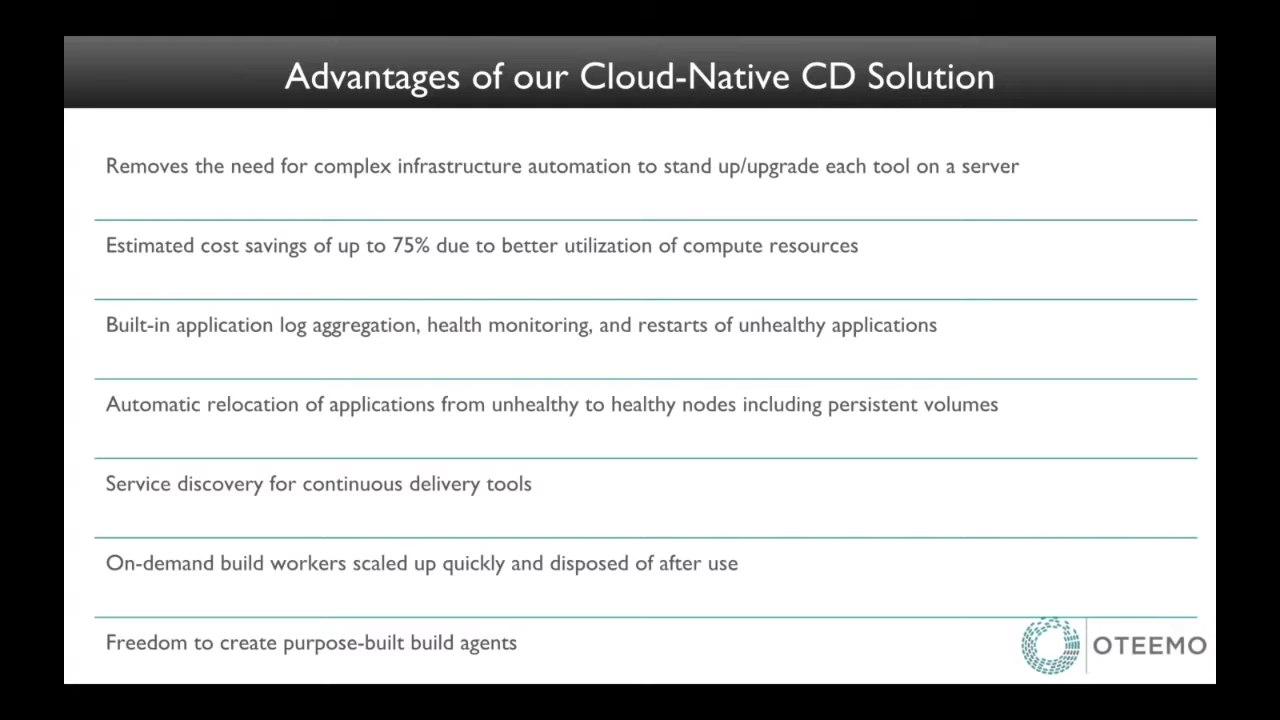 Advantages of our Cloud-Native CD Solution
Removes the need for complex infrastructure automation to stand up/upgrade each tool on a server
Estimated cost savings of up to 75% due to better utilization of compute resources
Built-in application log aggregation, health monitoring, and restarts of unhealthy applications
Automatic relocation of applications from unhealthy to healthy nodes including persistent volumes
Service discovery for continuous delivery tools
On-demand build workers scaled up quickly and disposed of after use
Freedom to create purpose-built build agents
OTEEMO